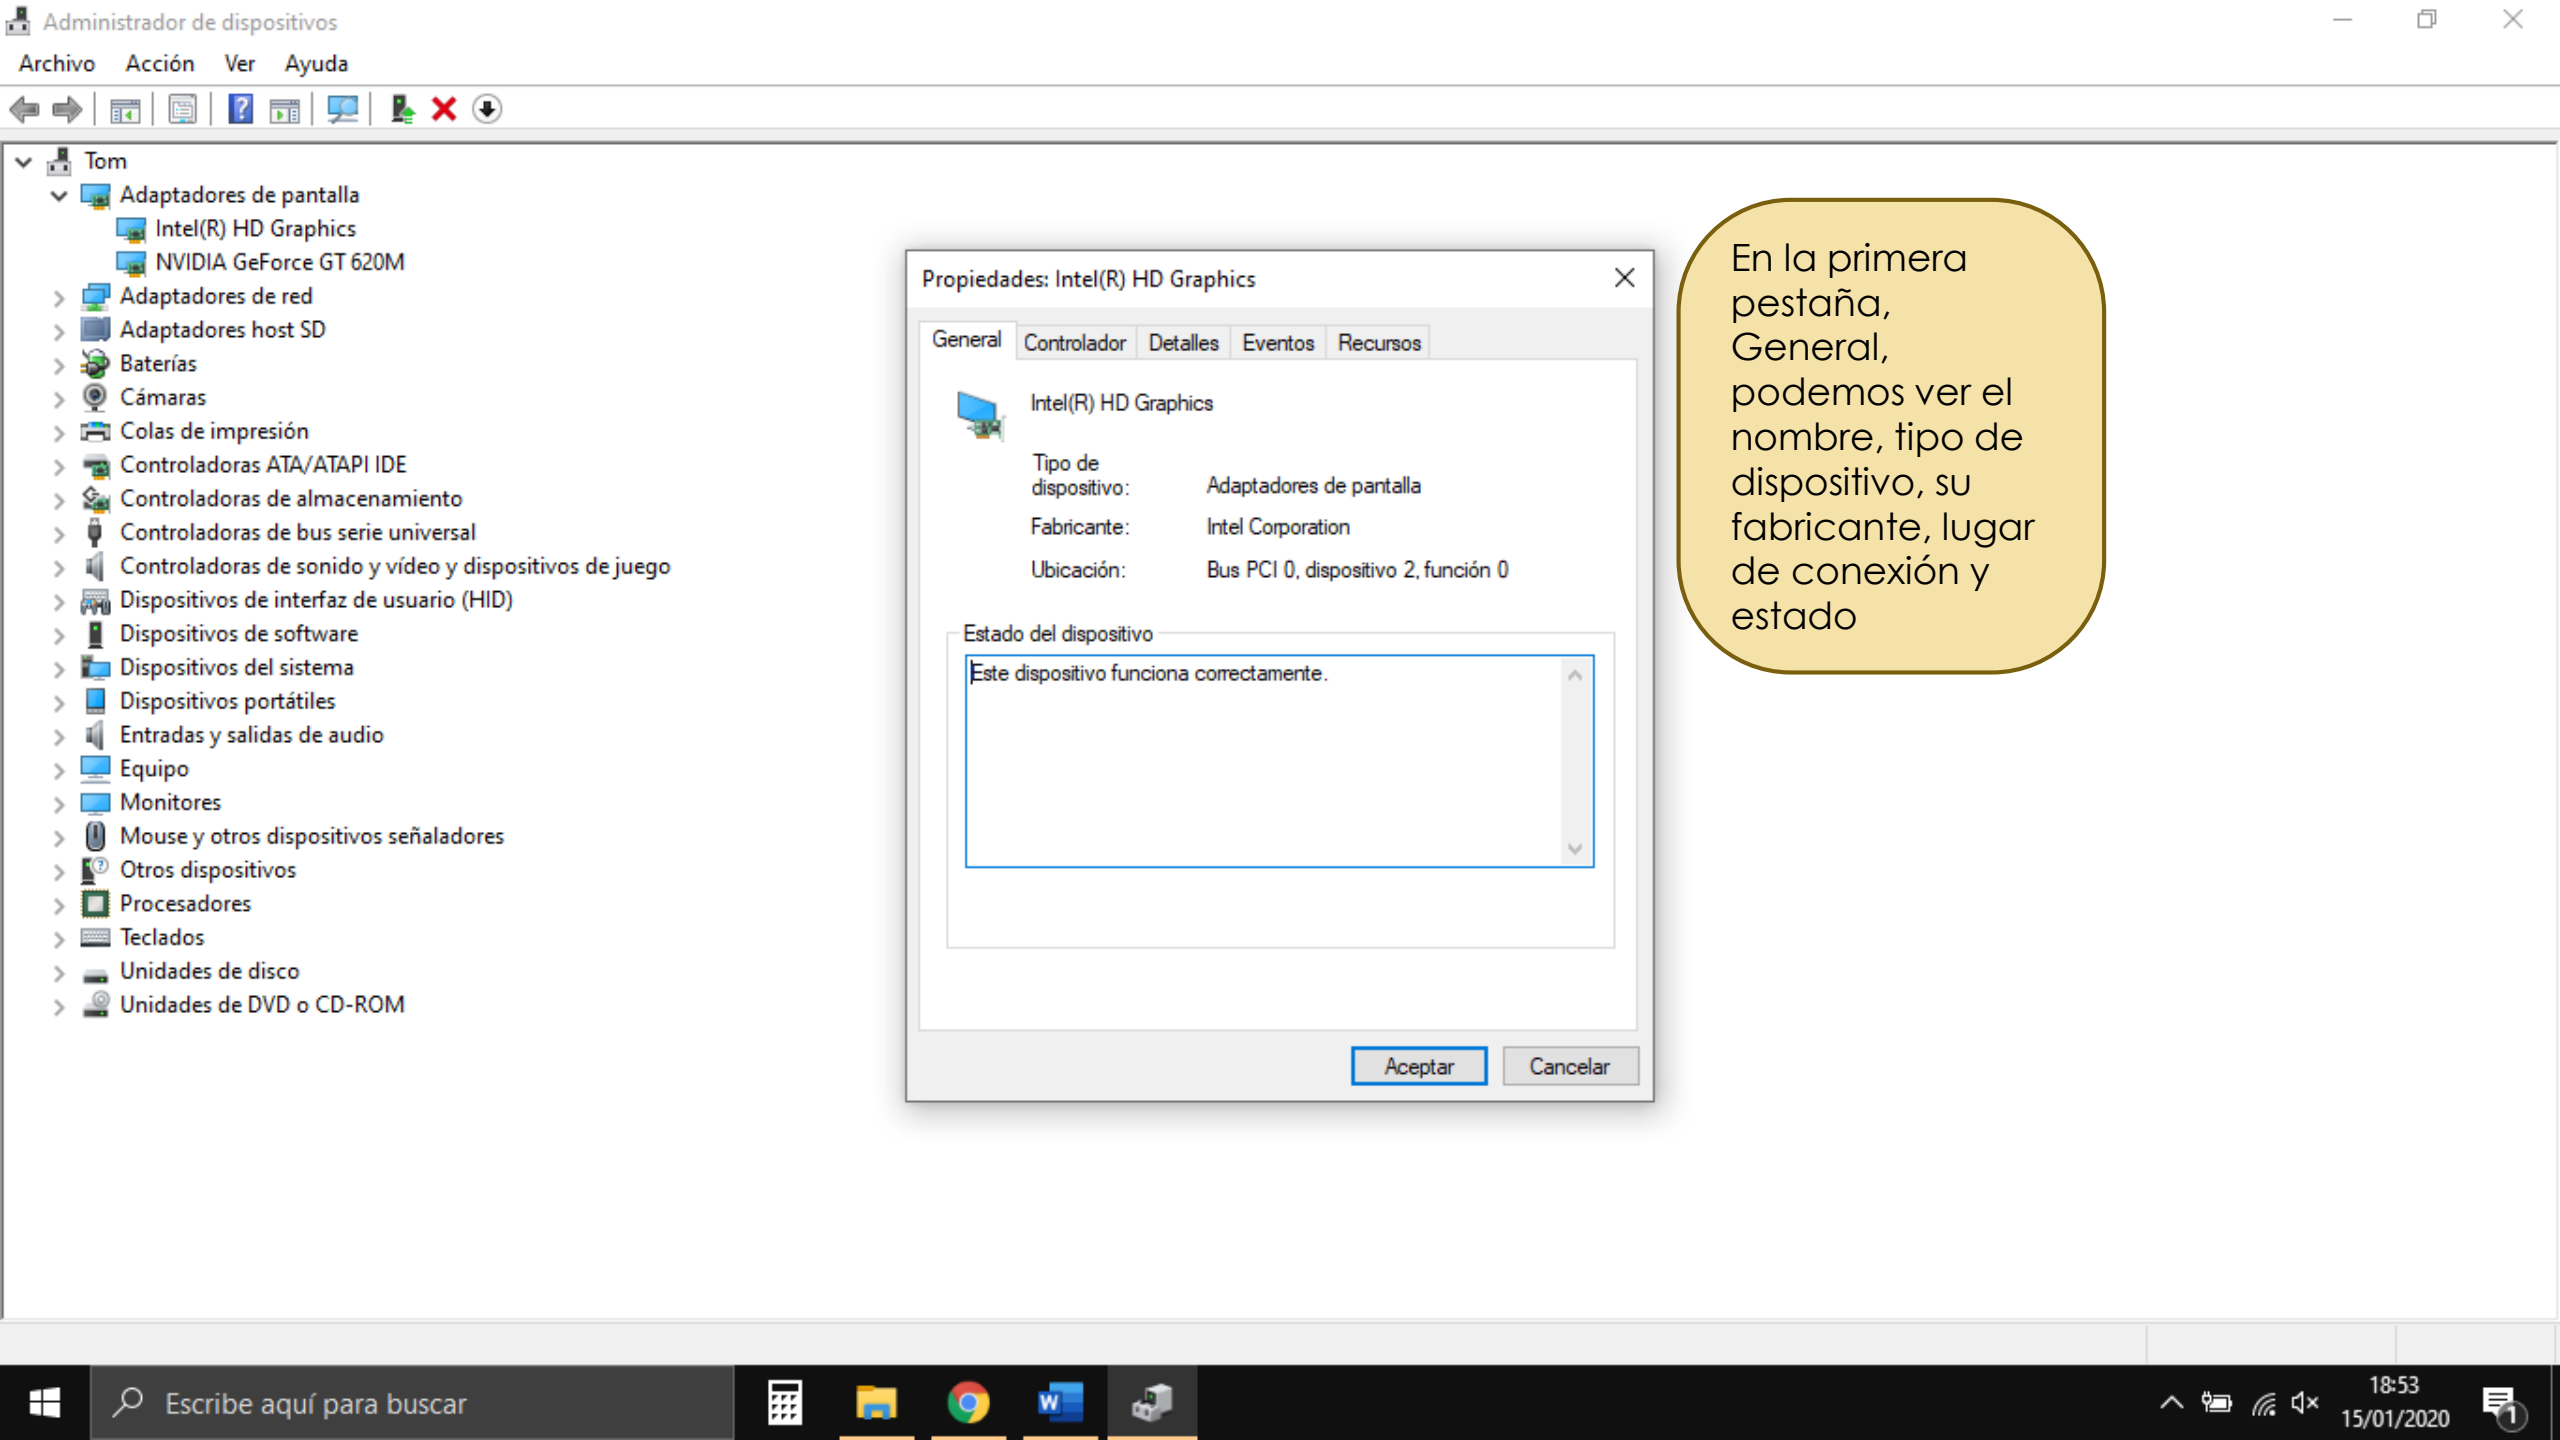 Administrador de dispositivos
Archivo Acción Ver Ayuda
Tom
Adaptadores de pantalla
Intel(R) HD Graphics
NVIDIA GeForce GT 620M
Adaptadores de red
Adaptadores host SD
Baterías
Cámaras
Colas de impresión
Controladoras ATA/ATAPI IDE
Controladoras de almacenamiento
Controladoras de bus serie universal
Controladoras de sonido y vídeo y dispositivos de juego
Dispositivos de interfaz de usuario (HID)
Dispositivos de software
Dispositivos del sistema
Dispositivos portátiles
Entradas y salidas de audio
Equipo
Monitores
Mouse y otros dispositivos señaladores
Otros dispositivos
Procesadores
Teclados
Unidades de disco
Unidades de DVD o CD-ROM
Propiedades: Intel(R) HD Graphics
General Controlador Detalles Eventos Recursos
Intel(R) HD Graphics
Tipo de
dispositivo: Adaptadores de pantalla
Fabricante: Intel Corporation
Ubicación: Bus PCI 0, dispositivo 2, función 0
Estado del dispositivo
Este dispositivo funciona correctamente.
Aceptar Cancelar
En la primera
pestaña,
General,
podemos ver el
nombre, tipo de
dispositivo, su
fabricante, lugar
de conexión y
estado
Escribe aquí para buscar
18:53
15/01/2020
1